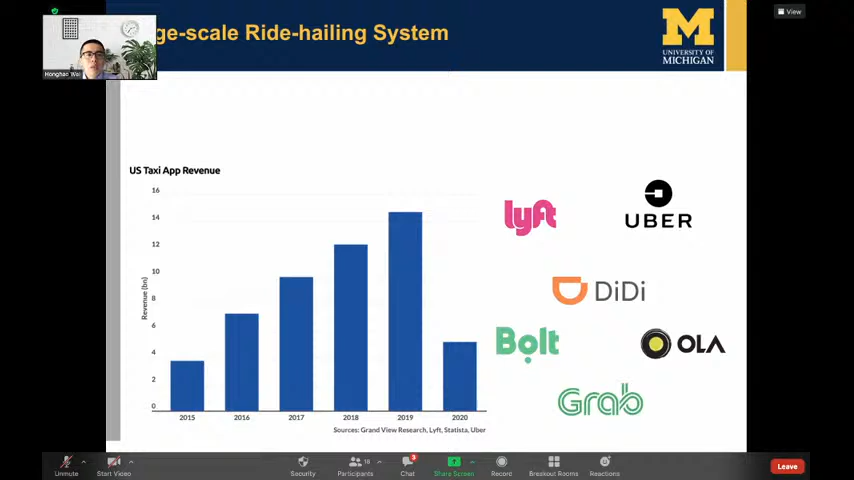 ge-scale Ride-hailing System
M
UNIVERSITY OF
MICHIGAN
View
Honghao Wei
US Taxi App Revenue
16
14
12
10
8
6
4
2
0
Revenue (bn)
2015 2016 2017 2018 2019 2020
Sources: Grand View Research, Lyft, Statista, Uber
lyft
UBER
DiDi
Bolt
OLA
Grab
Unmute
Start Video
Security
Participants
18
Chat
3
Share Screen
Record
Breakout Rooms
Reactions
Leave